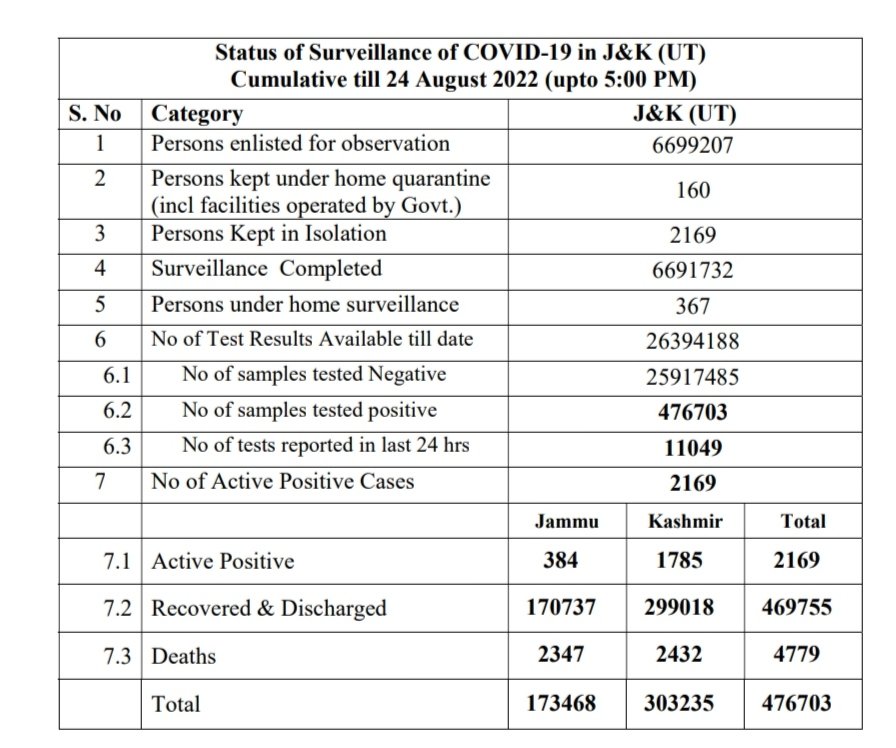 Status of Surveillance of COVID-19 in J&K (UT)
Cumulative till 24 August 2022 (upto 5:00 PM)
S. No Category J&K (UT)
1 Persons enlisted for observation 6699207
2 Persons kept under home quarantine
(incl facilities operated by Govt.) 160
3 Persons Kept in Isolation 2169
4 Surveillance Completed 6691732
5 Persons under home surveillance 367
6 No of Test Results Available till date 26394188
6.1 No of samples tested Negative 25917485
6.2 No of samples tested positive 476703
6.3 No of tests reported in last 24 hrs 11049
7 No of Active Positive Cases 2169
Jammu Kashmir Total
7.1 Active Positive 384 1785 2169
7.2 Recovered & Discharged 170737 299018 469755
7.3 Deaths 2347 2432 4779
Total 173468 303235 476703